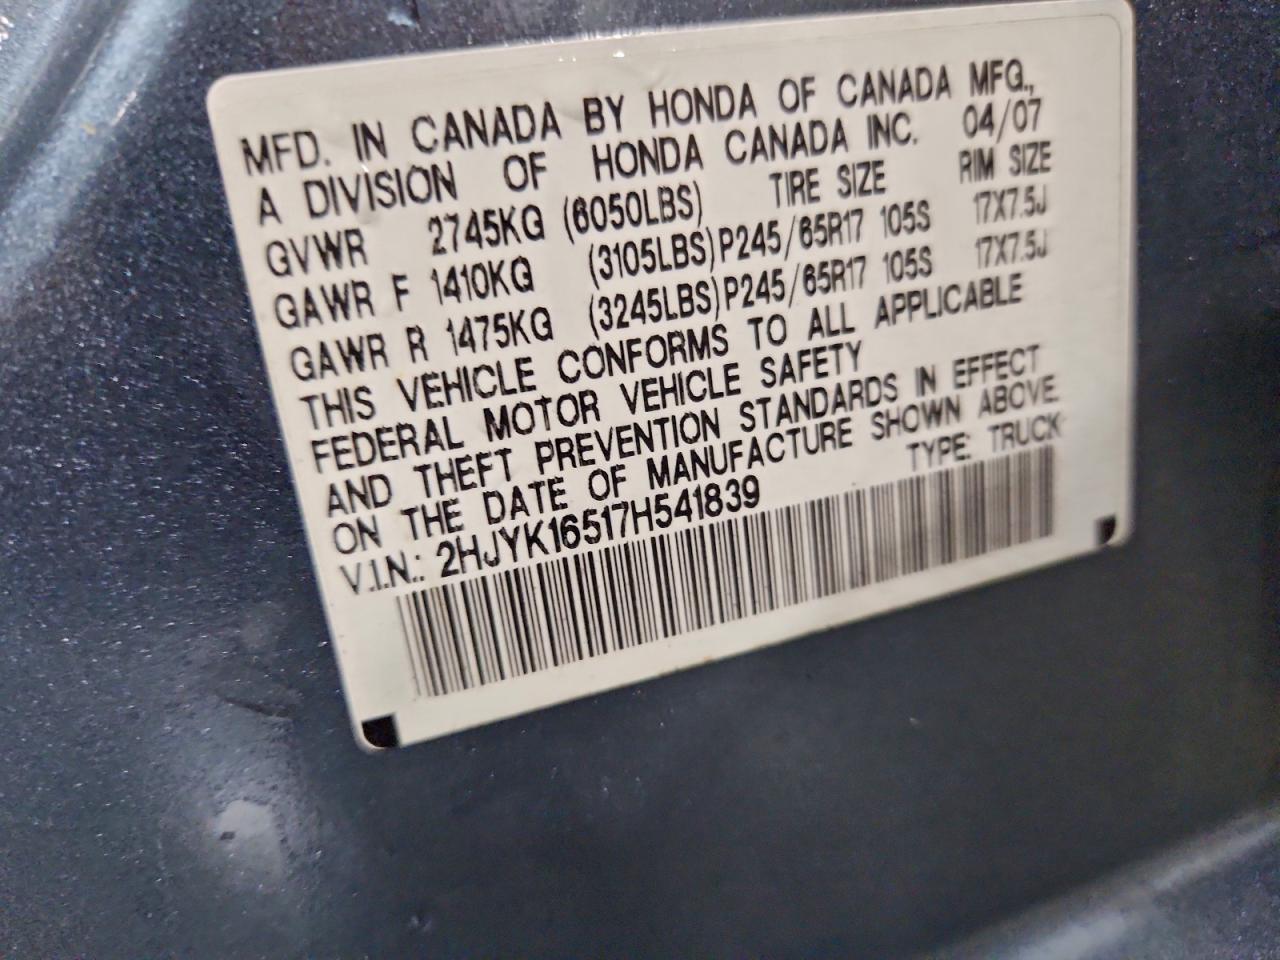 MFD. IN CANADA BY HONDA OF CANADA MFG.,
A DIVISION OF HONDA CANADA INC. 04/07
GVWR 2745KG (6050LBS) TIRE SIZE RIM SIZE
GAWR F 1410KG (3105LBS) P245/65R17 105S 17X7.5J
GAWR R 1475KG (3245LBS) P245/65R17 105S 17X7.5J
THIS VEHICLE CONFORMS TO ALL APPLICABLE
FEDERAL MOTOR VEHICLE SAFETY
AND THEFT PREVENTION STANDARDS IN EFFECT
ON THE DATE OF MANUFACTURE SHOWN ABOVE.
V.I.N.: 2HJYK16517H541839 TYPE: TRUCK